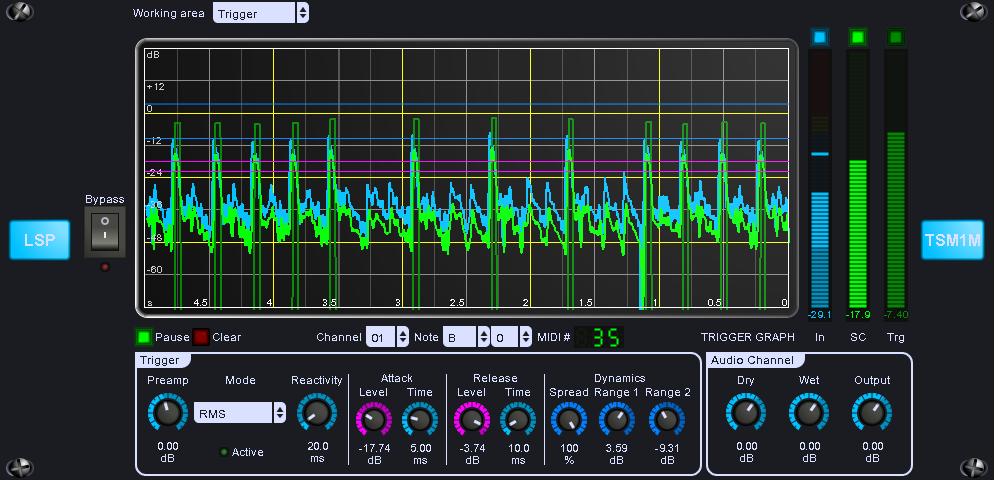 Working area Trigger
dB
+12
0
-12
-24
-36
-48
-60
s 4.5 4 3.5 3 2.5 2 1.5 1 0.5 0
Bypass
LSP
TSM1M
-29.1 -17.9 -7.40
Pause Clear Channel 01 Note B 0 MIDI # 35 TRIGGER GRAPH In SC Trg
Trigger Audio Channel
Preamp Mode Reactivity Attack Release Dynamics Dry Wet Output
Level Time Level Time Spread Range 1 Range 2
RMS
0.00 dB Active 20.0 ms -17.74 dB 5.00 ms -3.74 dB 10.0 ms 100 % 3.59 dB -9.31 dB 0.00 dB 0.00 dB 0.00 dB